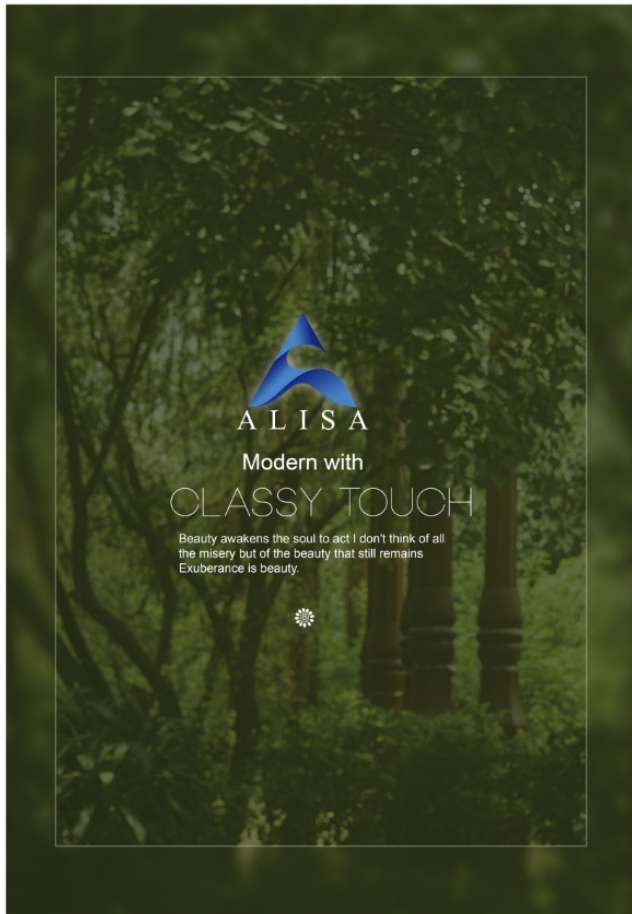 ALISA
Modern with
CLASSY TOUCH
Beauty awakens the soul to act I don't think of all
the misery but of the beauty that still remains
Exuberance is beauty.